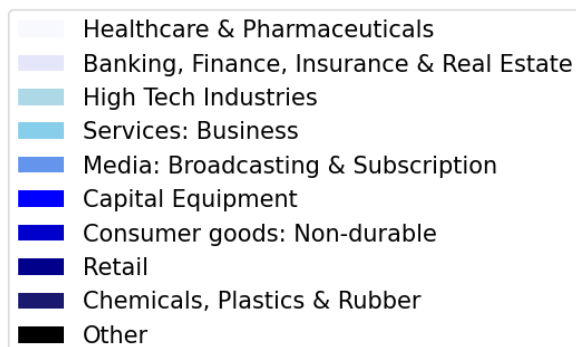 Healthcare & Pharmaceuticals
Banking, Finance, Insurance & Real Estate
High Tech Industries
Services: Business
Media: Broadcasting & Subscription
Capital Equipment
Consumer goods: Non-durable
Retail
Chemicals, Plastics & Rubber
Other